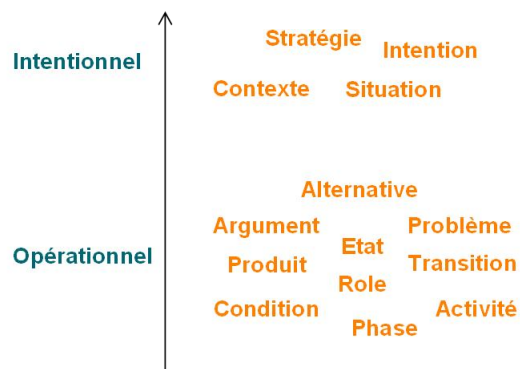 Stratégie
Intention
Intentionnel
Contexte
Situation
Alternative
Argument
Problème
Etat
Opérationnel
Produit
Transition
Role
Condition
Activité
Phase